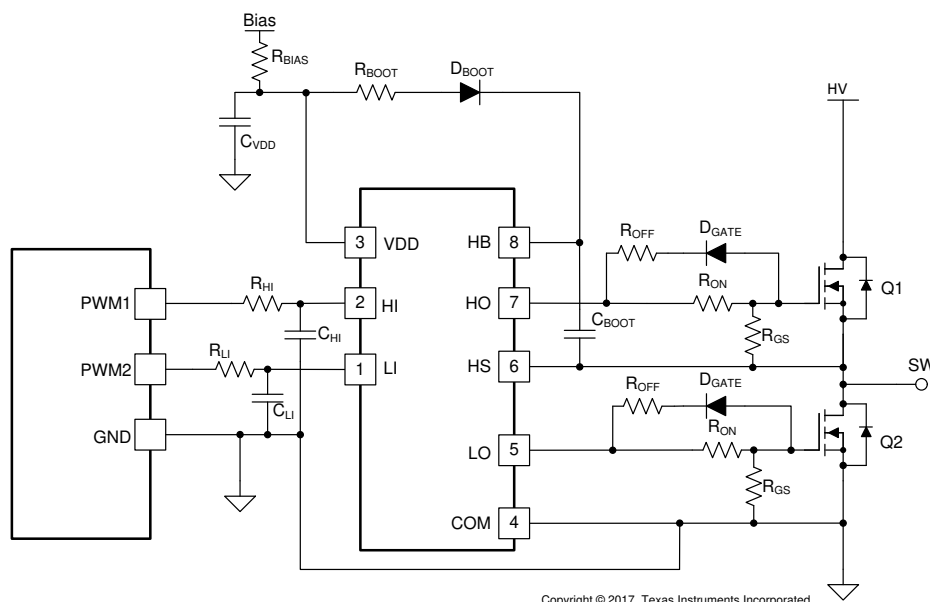 Bias
RBIAS
RBOOT
DBOOT
HV
CVDD
3
VDD
HB
8
ROFF
DGATE
PWM1
RHI
2
HI
HO
7
RON
Q1
CHI
CBOOT
RGS
PWM2
RLI
1
LI
HS
6
SW
CLI
ROFF
DGATE
GND
LO
5
RON
Q2
RGS
COM
4
Copyright © 2017, Texas Instruments Incorporated